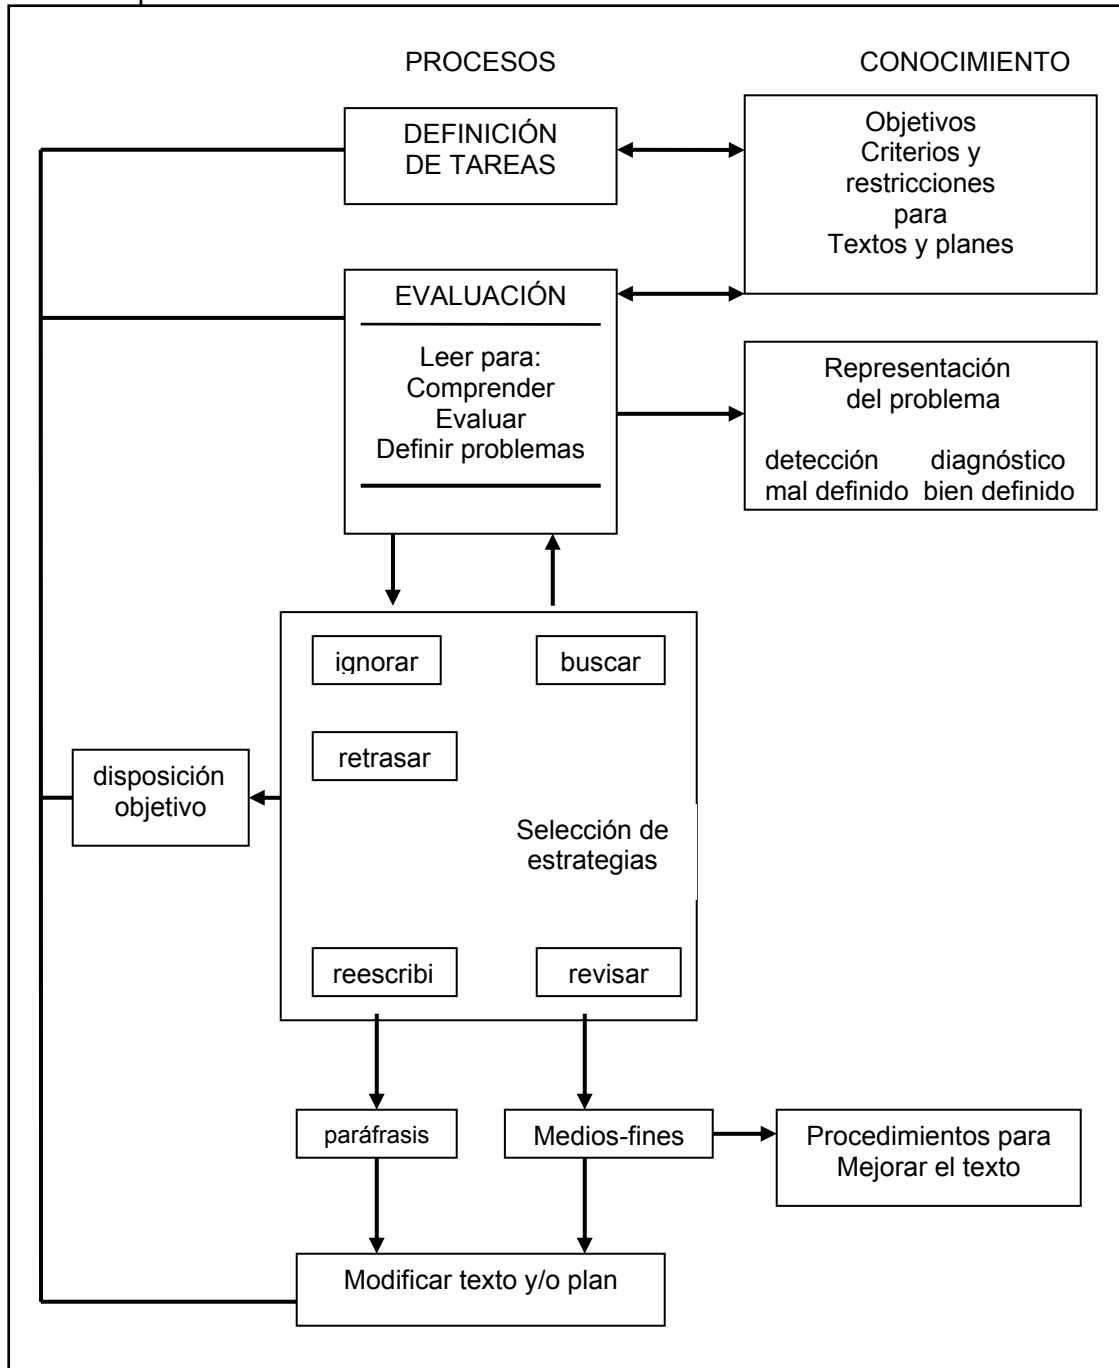 PROCESOS
CONOCIMIENTO
DEFINICIÓN
DE TAREAS
Objetivos
Criterios y
restricciones
para
Textos y planes
EVALUACIÓN
Leer para:
Comprender
Evaluar
Definir problemas
Representación
del problema
detección diagnóstico
mal definido bien definido
ignorar
buscar
retrasar
disposición
objetivo
Selección de
estrategias
reescribi
revisar
paráfrasis
Medios-fines
Procedimientos para
Mejorar el texto
Modificar texto y/o plan